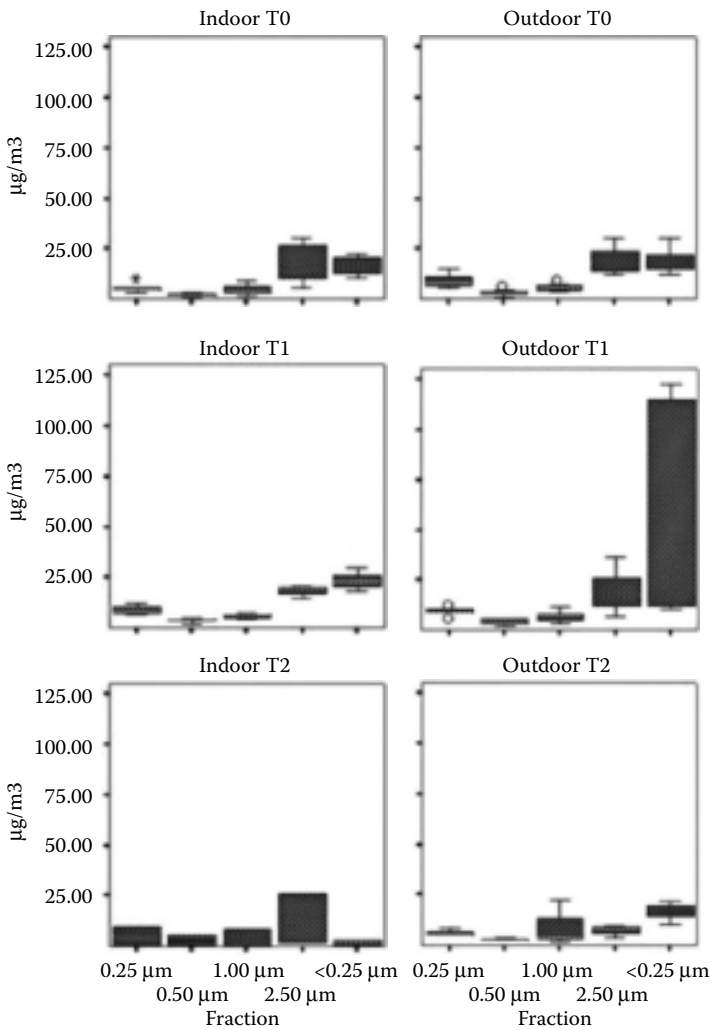 Indoor T0
Outdoor T0
125.00
100.00
75.00
50.00
25.00
µg/m3
Indoor T1
Outdoor T1
125.00
100.00
75.00
50.00
25.00
µg/m3
Indoor T2
Outdoor T2
125.00
100.00
75.00
50.00
25.00
µg/m3
0.25 µm 1.00 µm <0.25 µm
0.50 µm 2.50 µm
Fraction
0.25 µm 1.00 µm <0.25 µm
0.50 µm 2.50 µm
Fraction